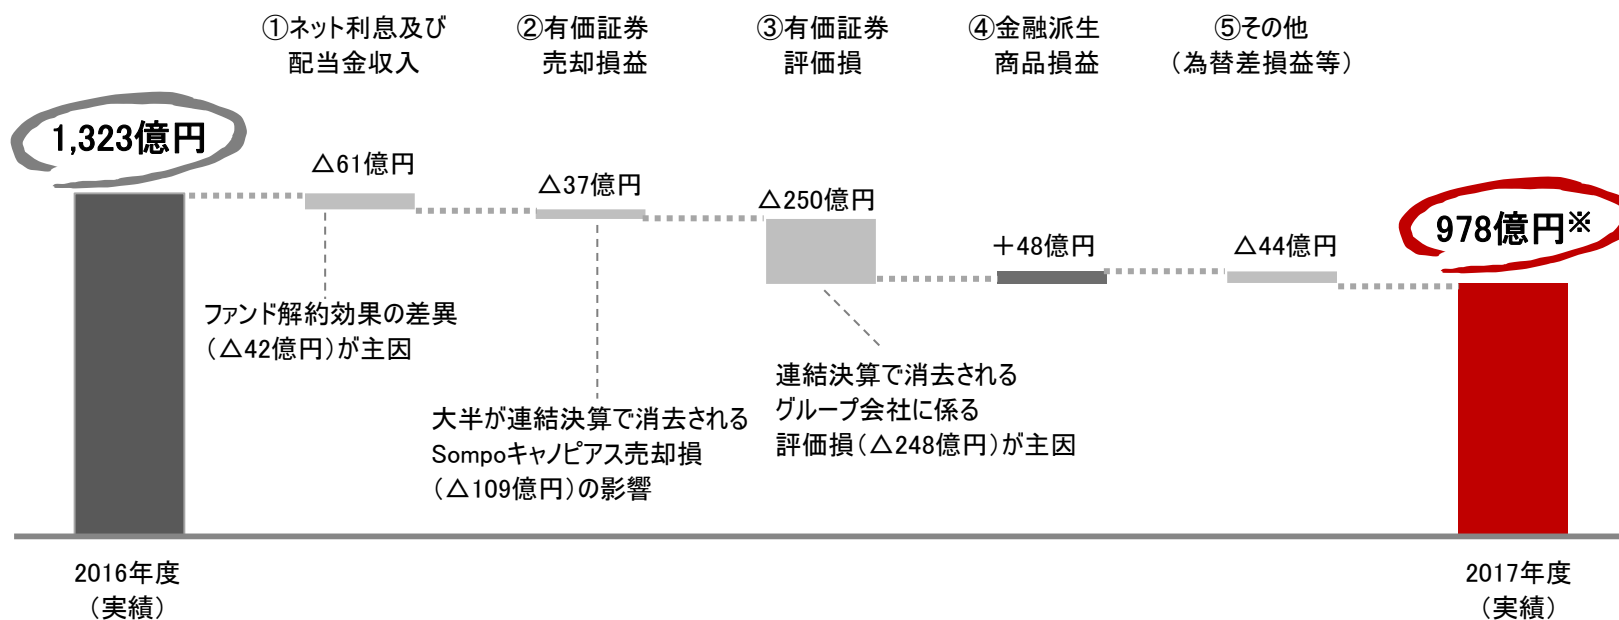 ①ネット利息及び
配当金収入
②有価証券
売却損益
③有価証券
評価損
④金融派生
商品損益
⑤その他
（為替差損益等）
1,323億円
△61億円
△37億円
△250億円
＋48億円
△44億円
978億円※
ファンド解約効果の差異
（△42億円）が主因
大半が連結決算で消去される
Sompoキャノピアス売却損
（△109億円）の影響
連結決算で消去される
グループ会社に係る
評価損（△248億円）が主因
2016年度
（実績）
2017年度
（実績）